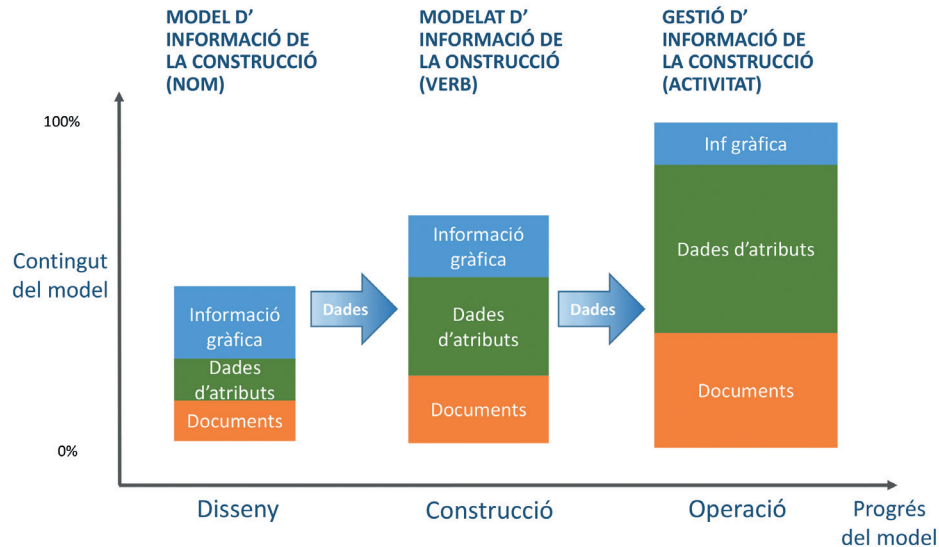 MODEL D'
INFORMACIÓ DE
LA CONSTRUCCIÓ
(NOM)
MODELAT D'
INFORMACIÓ DE
LA ONSTRUCCIÓ
(VERB)
GESTIÓ D'
INFORMACIÓ DE
LA CONSTRUCCIÓ
(ACTIVITAT)
100%
Contingut
del model
0%
Informació
gràfica
Dades
d'atributs
Documents
Dades
Informació
gràfica
Dades
d'atributs
Documents
Dades
Inf gràfica
Dades d'atributs
Documents
Disseny
Construcció
Operació
Progrés
del model